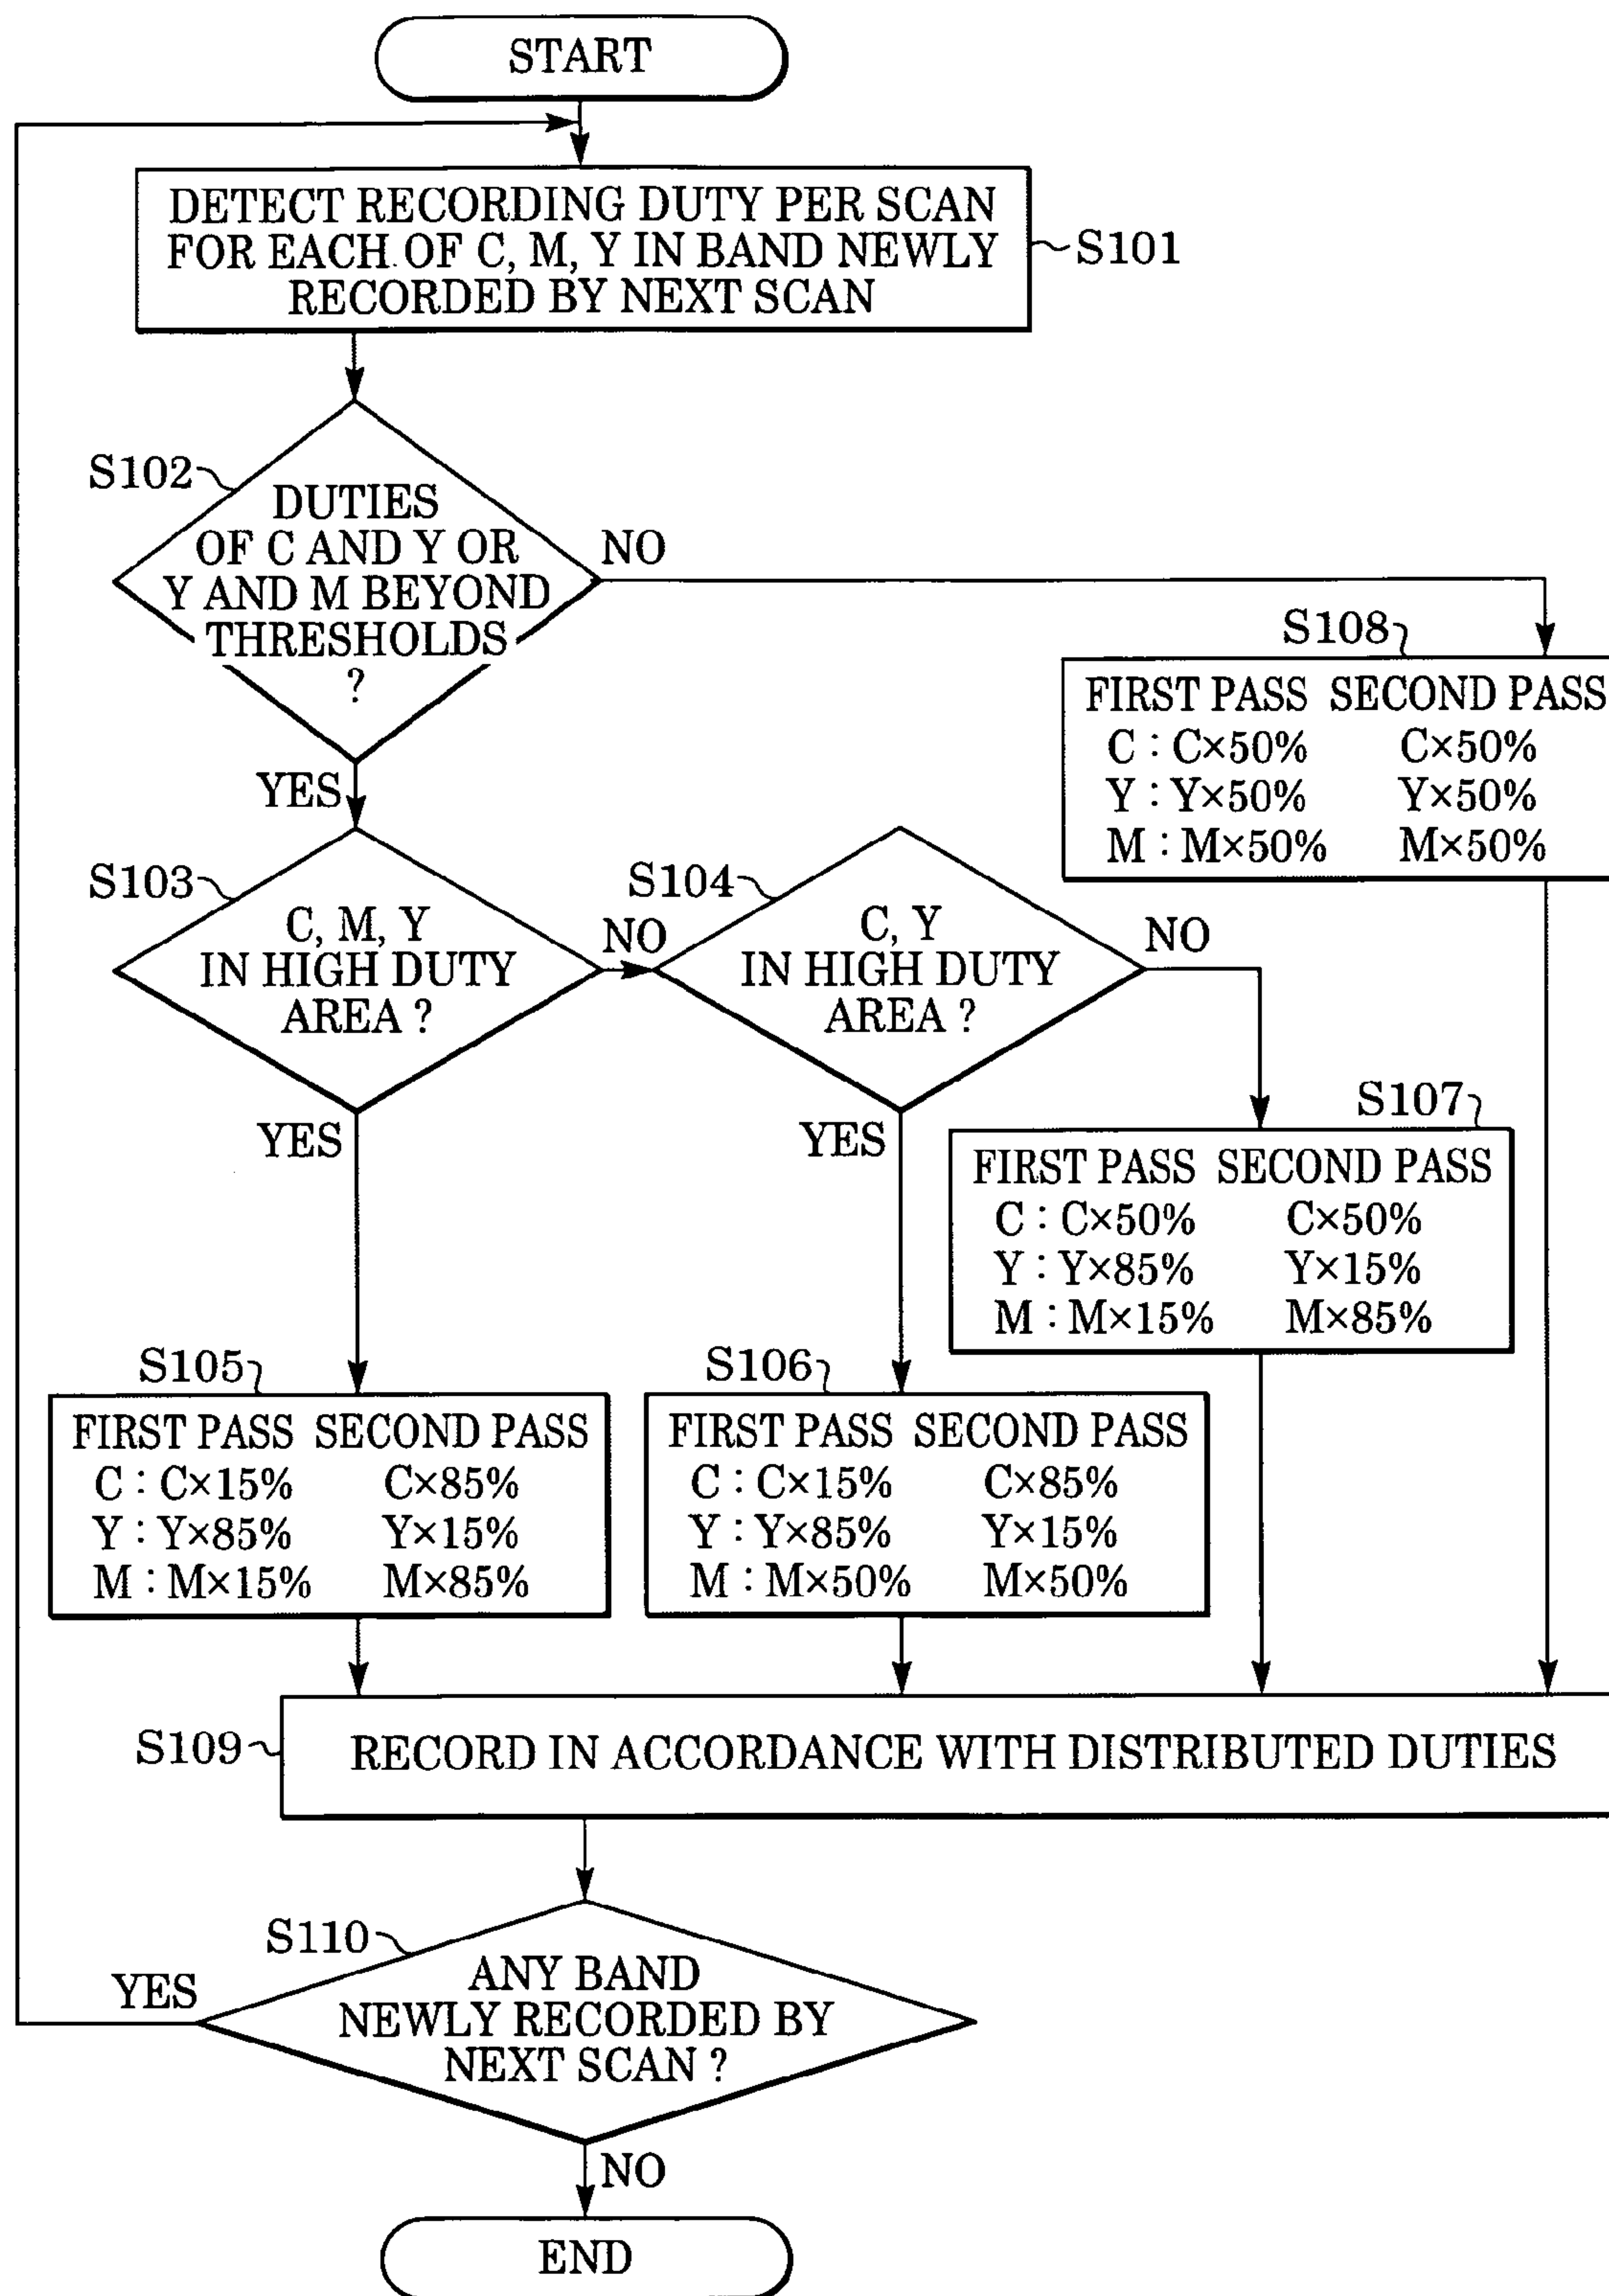 START
DETECT RECORDING DUTY PER SCAN
FOR EACH OF C, M, Y IN BAND NEWLY
RECORDED BY NEXT SCAN
S101
S102
DUTIES
OF C AND Y OR
Y AND M BEYOND
THRESHOLDS
?
NO
YES
S108
FIRST PASS SECOND PASS
C : C×50% C×50%
Y : Y×50% Y×50%
M : M×50% M×50%
S103
C, M, Y
IN HIGH DUTY
AREA ?
NO
YES
S104
C, Y
IN HIGH DUTY
AREA ?
NO
YES
S107
FIRST PASS SECOND PASS
C : C×50% C×50%
Y : Y×85% Y×15%
M : M×15% M×85%
S105
FIRST PASS SECOND PASS
C : C×15% C×85%
Y : Y×85% Y×15%
M : M×15% M×85%
S106
FIRST PASS SECOND PASS
C : C×15% C×85%
Y : Y×85% Y×15%
M : M×50% M×50%
S109
RECORD IN ACCORDANCE WITH DISTRIBUTED DUTIES
S110
ANY BAND
NEWLY RECORDED BY
NEXT SCAN ?
YES
NO
END